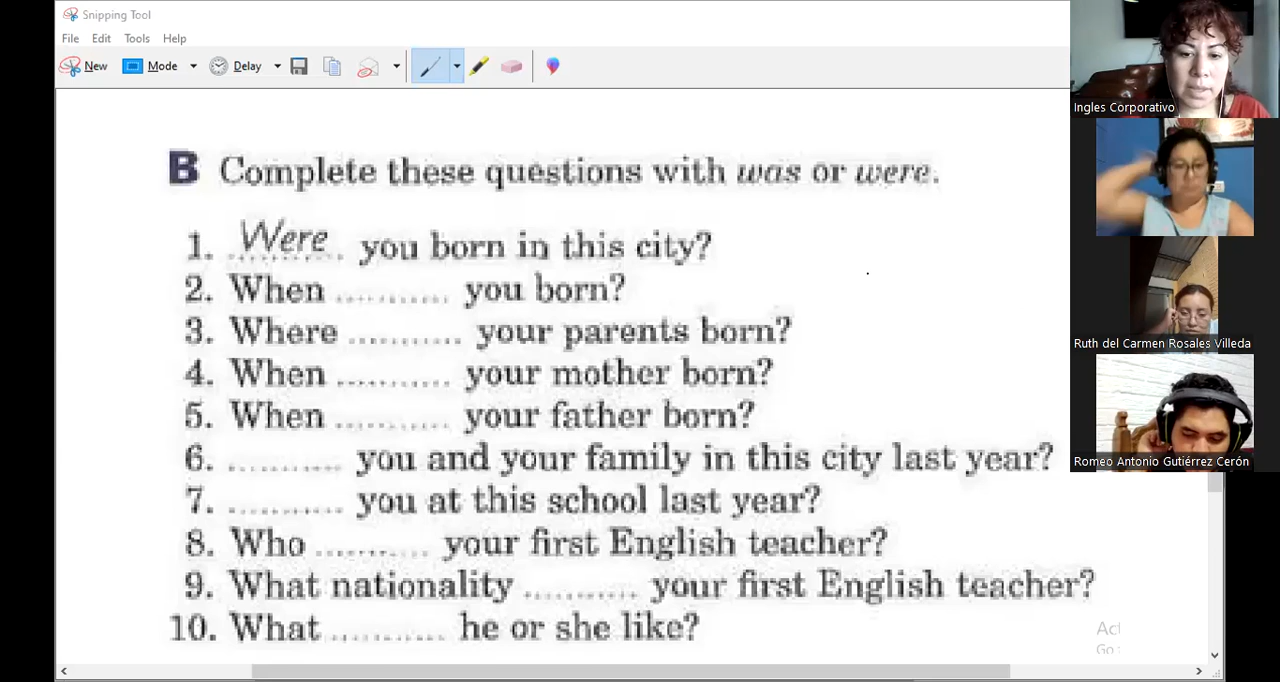 Snipping Tool
File Edit Tools Help
New Mode Delay
B Complete these questions with was or were.
1. Were you born in this city?
2. When ........... you born?
3. Where ........... your parents born?
4. When ........... your mother born?
5. When ........... your father born?
6. ........... you and your family in this city last year?
7. ........... you at this school last year?
8. Who ........... your first English teacher?
9. What nationality ........... your first English teacher?
10. What ........... he or she like?
Ingles Corporativo
Ruth del Carmen Rosales Villeda
Romeo Antonio Gutiérrez Cerón
Go